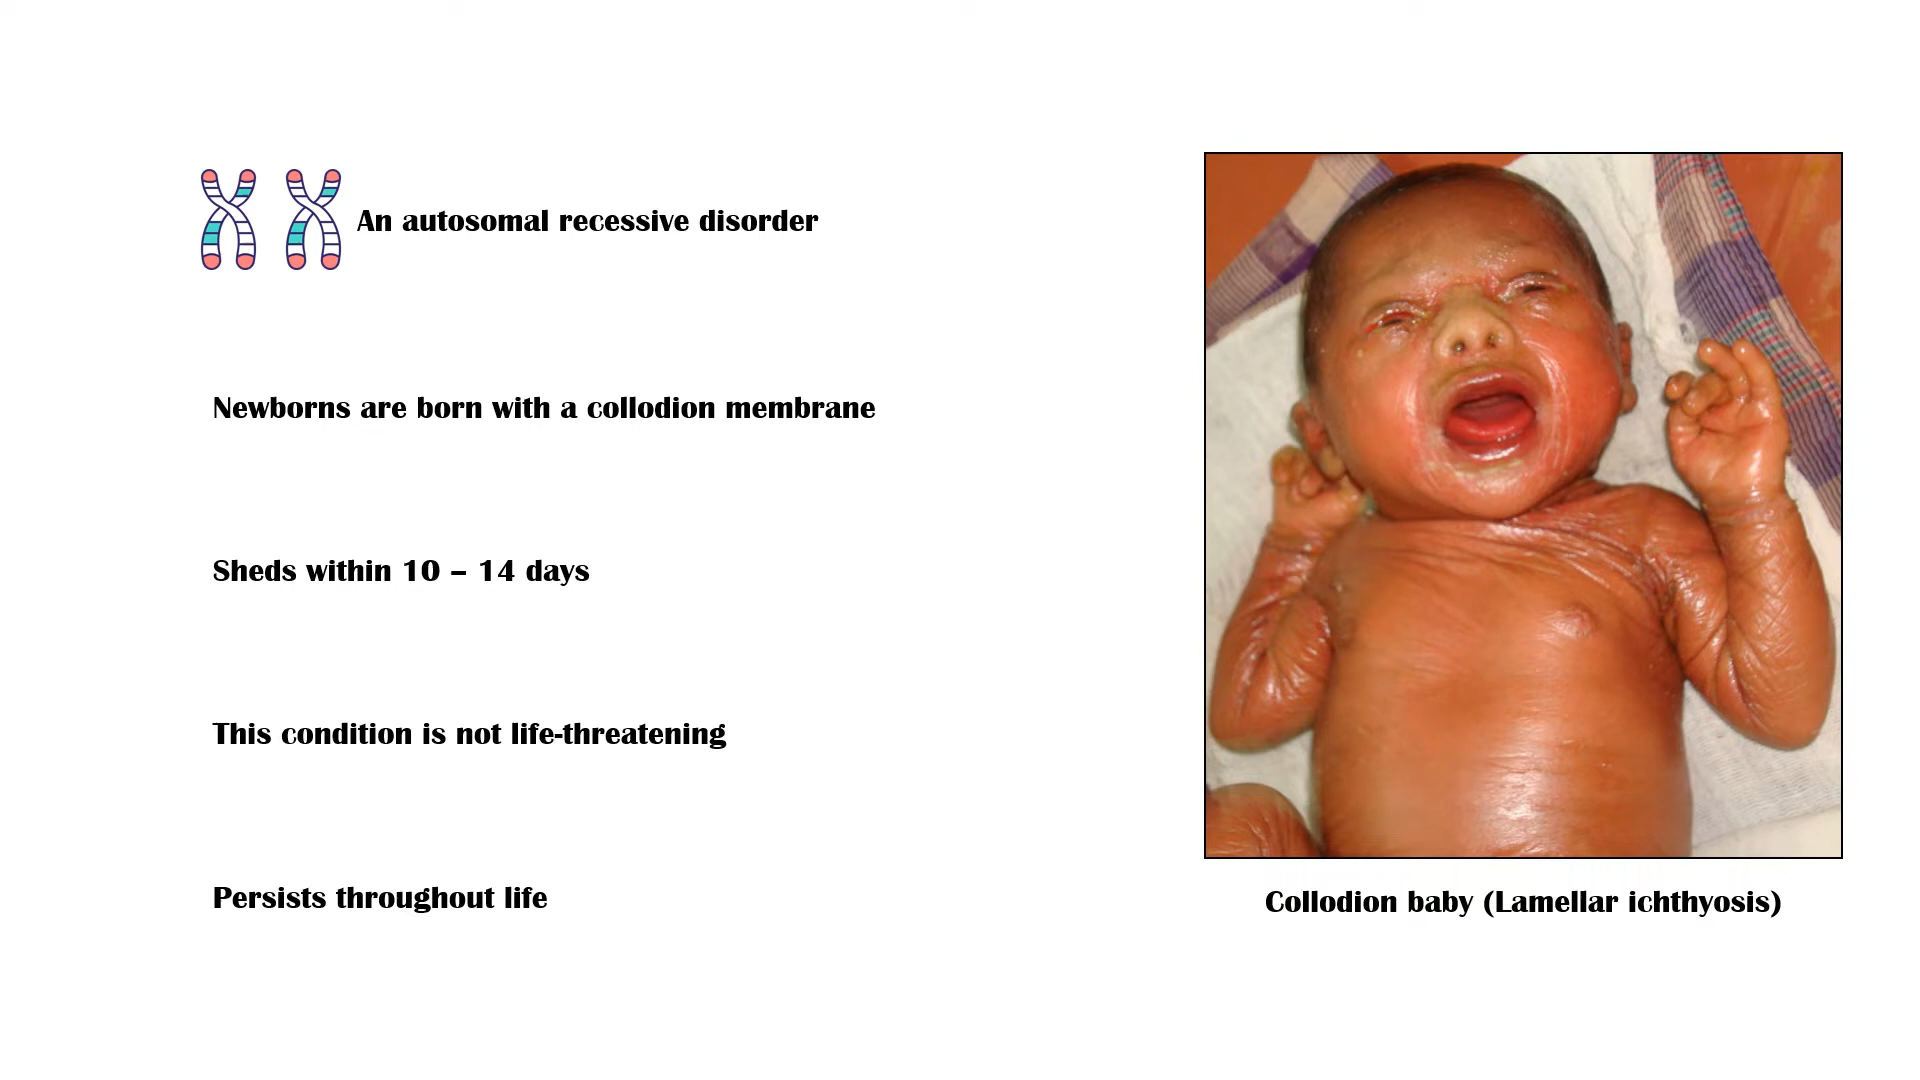 An autosomal recessive disorder
Newborns are born with a collodion membrane
Sheds within 10 – 14 days
This condition is not life-threatening
Persists throughout life
Collodion baby (Lamellar ichthyosis)